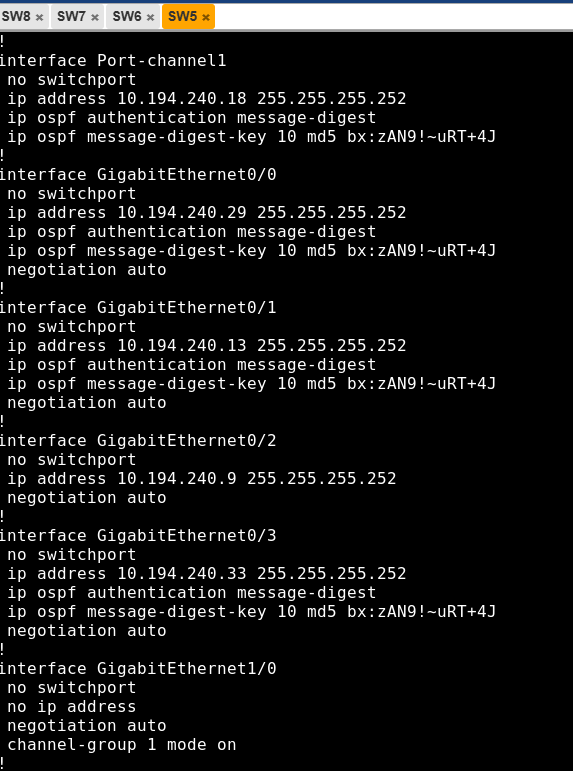 SW8 × SW7 × SW6 × SW5 ×
!
interface Port-channel1
 no switchport
 ip address 10.194.240.18 255.255.255.252
 ip ospf authentication message-digest
 ip ospf message-digest-key 10 md5 bx:zAN9!~uRT+4J
!
interface GigabitEthernet0/0
 no switchport
 ip address 10.194.240.29 255.255.255.252
 ip ospf authentication message-digest
 ip ospf message-digest-key 10 md5 bx:zAN9!~uRT+4J
 negotiation auto
!
interface GigabitEthernet0/1
 no switchport
 ip address 10.194.240.13 255.255.255.252
 ip ospf authentication message-digest
 ip ospf message-digest-key 10 md5 bx:zAN9!~uRT+4J
 negotiation auto
!
interface GigabitEthernet0/2
 no switchport
 ip address 10.194.240.9 255.255.255.252
 negotiation auto
!
interface GigabitEthernet0/3
 no switchport
 ip address 10.194.240.33 255.255.255.252
 ip ospf authentication message-digest
 ip ospf message-digest-key 10 md5 bx:zAN9!~uRT+4J
 negotiation auto
!
interface GigabitEthernet1/0
 no switchport
 no ip address
 negotiation auto
 channel-group 1 mode on
!